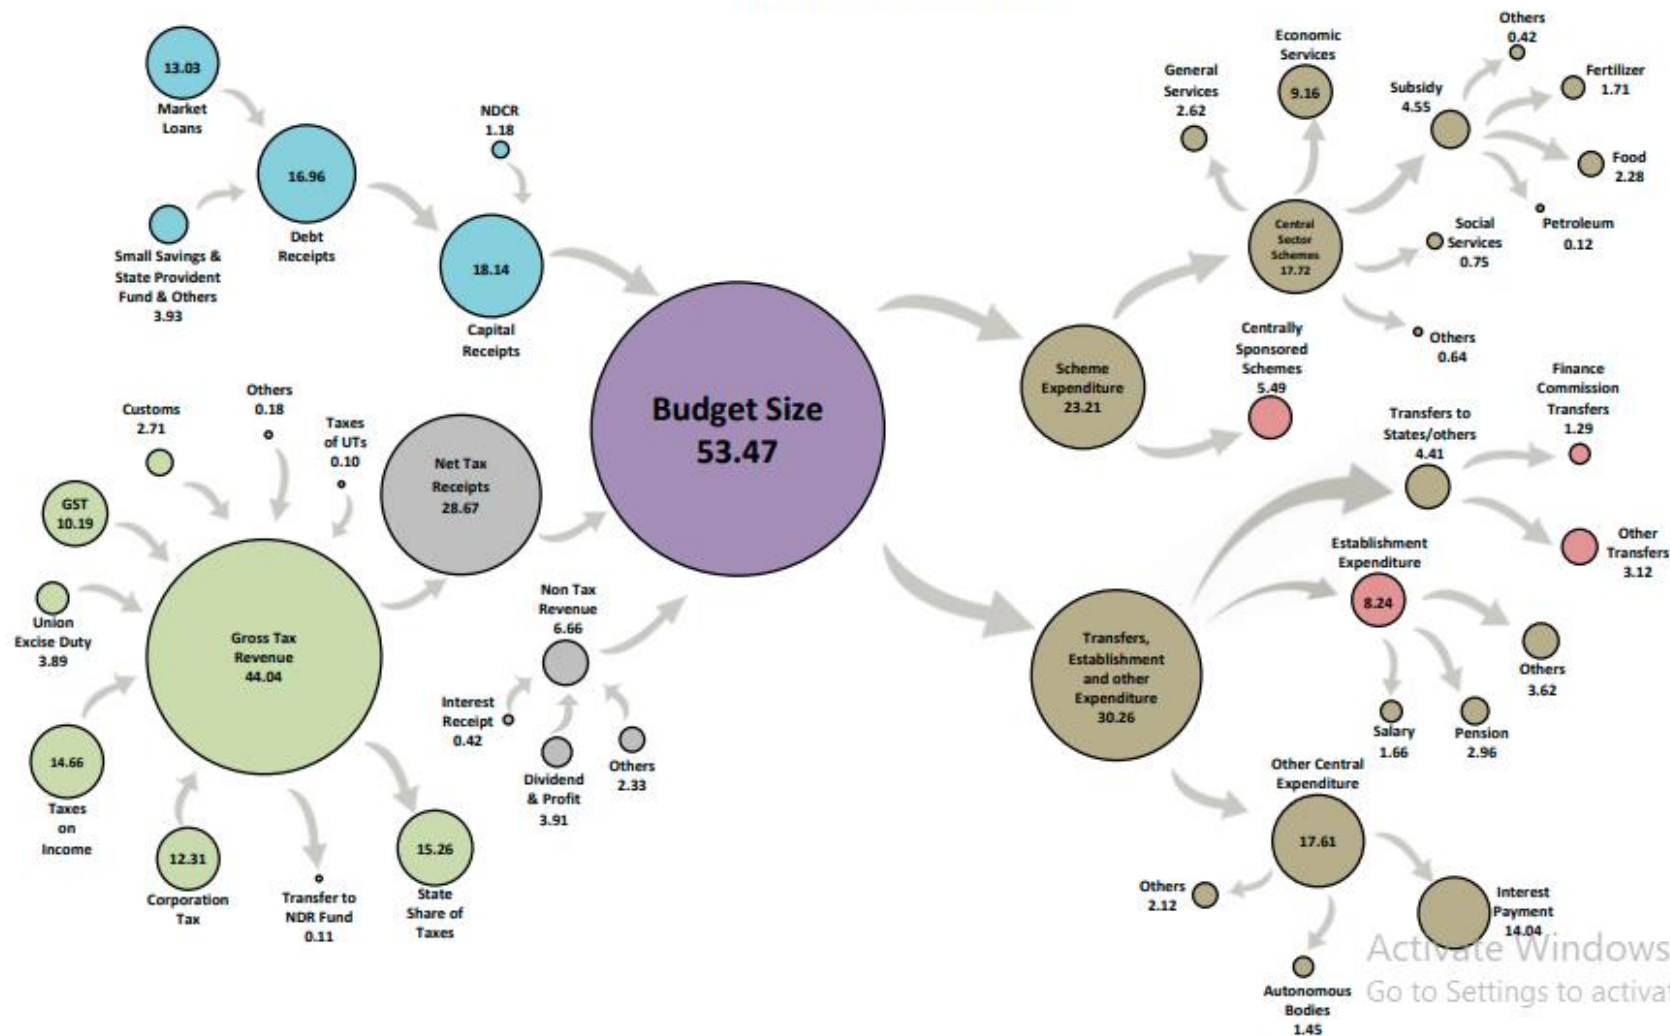 13.03
Market
Loans
NDCR
1.18
16.96
Debt
Receipts
Small Savings &
State Provident
Fund & Others
3.93
18.14
Capital
Receipts
Customs
2.71
Others
0.18
Taxes
of UTs
0.10
GST
10.19
Union
Excise Duty
3.89
Gross Tax
Revenue
44.04
14.66
Taxes
on
Income
12.31
Corporation
Tax
Transfer to
NDR Fund
0.11
15.26
State
Share of
Taxes
Net Tax
Receipts
28.67
Non Tax
Revenue
6.66
Interest
Receipt
0.42
Dividend
& Profit
3.91
Others
2.33
Budget Size
53.47
Scheme
Expenditure
23.21
General
Services
2.62
Economic
Services
9.16
Central
Sector
Schemes
17.72
Subsidy
4.55
Others
0.42
Fertilizer
1.71
Food
2.28
Petroleum
0.12
Social
Services
0.75
Others
0.64
Centrally
Sponsored
Schemes
5.49
Transfers,
Establishment
and other
Expenditure
30.26
Transfers to
States/others
4.41
Finance
Commission
Transfers
1.29
Other
Transfers
3.12
Establishment
Expenditure
8.24
Salary
1.66
Pension
2.96
Others
3.62
Other Central
Expenditure
17.61
Others
2.12
Autonomous
Bodies
1.45
Interest
Payment
14.04
Activate Windows
Go to Settings to activat